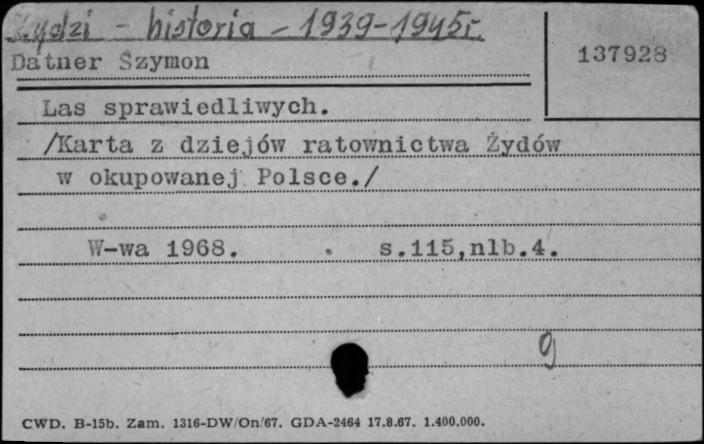 Żydzi - historia - 1939-1945r.
Datner Szymon
137928
Las sprawiedliwych.
/Karta z dziejów ratownictwa Żydów
w okupowanej Polsce./
W-wa 1968. s.115,nlb.4.
g
CWD. B-15b. Zam. 1316-DW/On/67. GDA-2464 17.8.67. 1.400.000.